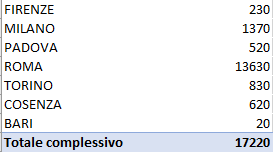 FIRENZE 230
MILANO 1370
PADOVA 520
ROMA 13630
TORINO 830
COSENZA 620
BARI 20
Totale complessivo 17220